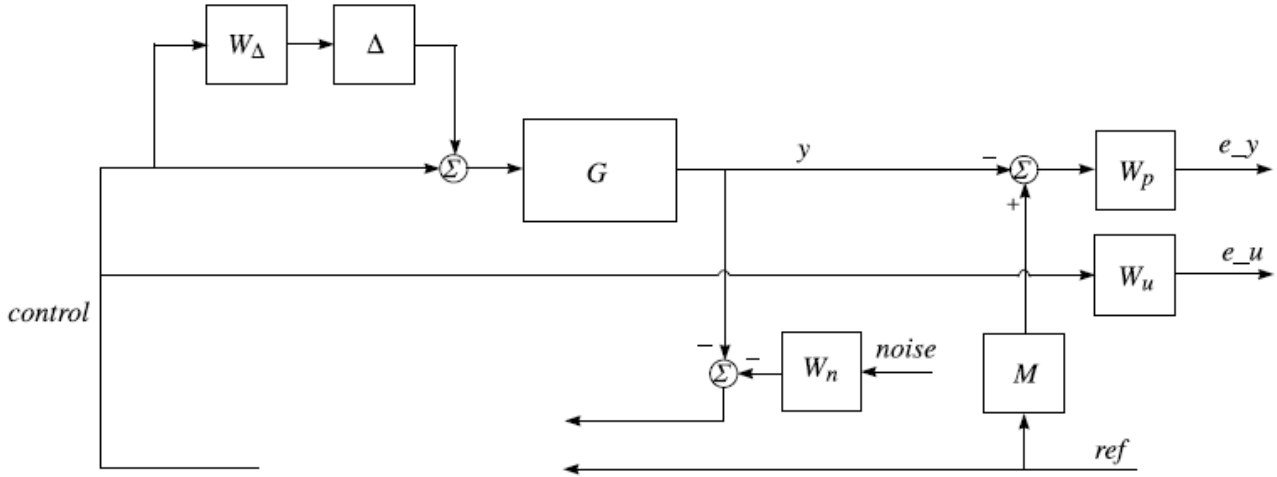 W_Δ
Δ
G
y
−
Σ
Σ
+
W_p
e_y
W_u
e_u
control
−
−
Σ
W_n
noise
M
ref